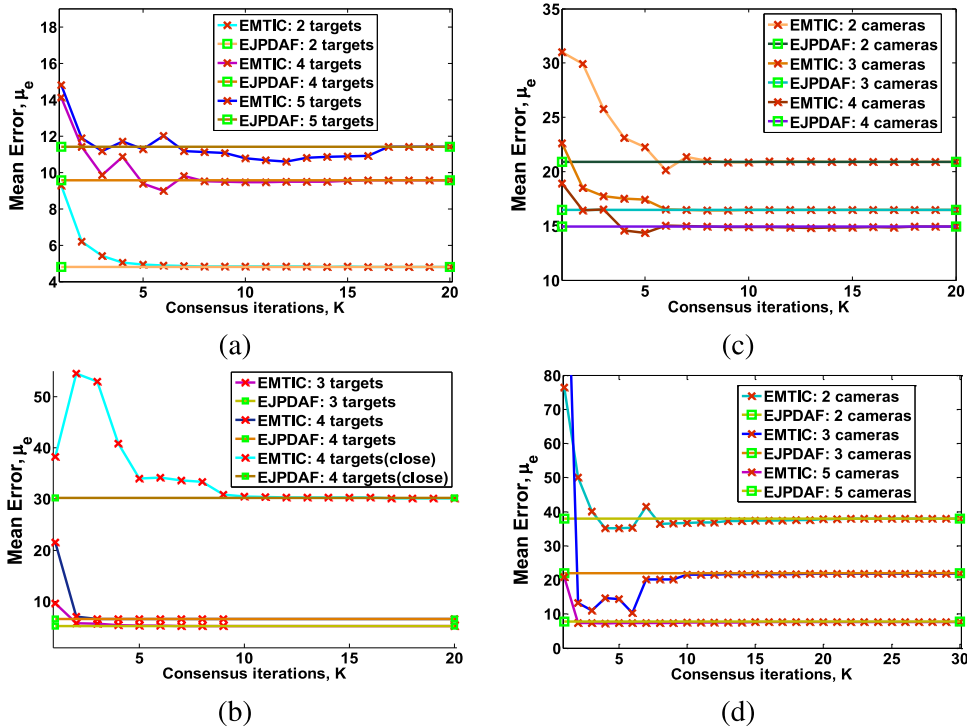 Mean Error, μe
19
18
16
14
12
10
8
6
4
5
10
15
20
Consensus iterations, K
EMTIC: 2 targets
EJPDAF: 2 targets
EMTIC: 4 targets
EJPDAF: 4 targets
EMTIC: 5 targets
EJPDAF: 5 targets
(a)
Mean Error, μe
35
30
25
20
15
10
5
10
15
20
Consensus iterations, K
EMTIC: 2 cameras
EJPDAF: 2 cameras
EMTIC: 3 cameras
EJPDAF: 3 cameras
EMTIC: 4 cameras
EJPDAF: 4 cameras
(c)
Mean Error, μe
50
40
30
20
10
5
10
15
20
Consensus iterations, K
EMTIC: 3 targets
EJPDAF: 3 targets
EMTIC: 4 targets
EJPDAF: 4 targets
EMTIC: 4 targets(close)
EJPDAF: 4 targets(close)
(b)
Mean Error, μe
80
70
60
50
40
30
20
10
0
5
10
15
20
25
30
Consensus iterations, K
EMTIC: 2 cameras
EJPDAF: 2 cameras
EMTIC: 3 cameras
EJPDAF: 3 cameras
EMTIC: 5 cameras
EJPDAF: 5 cameras
(d)